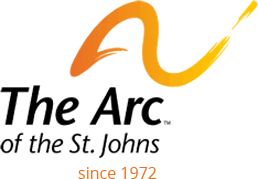 The Arc™
of the St. Johns
since 1972